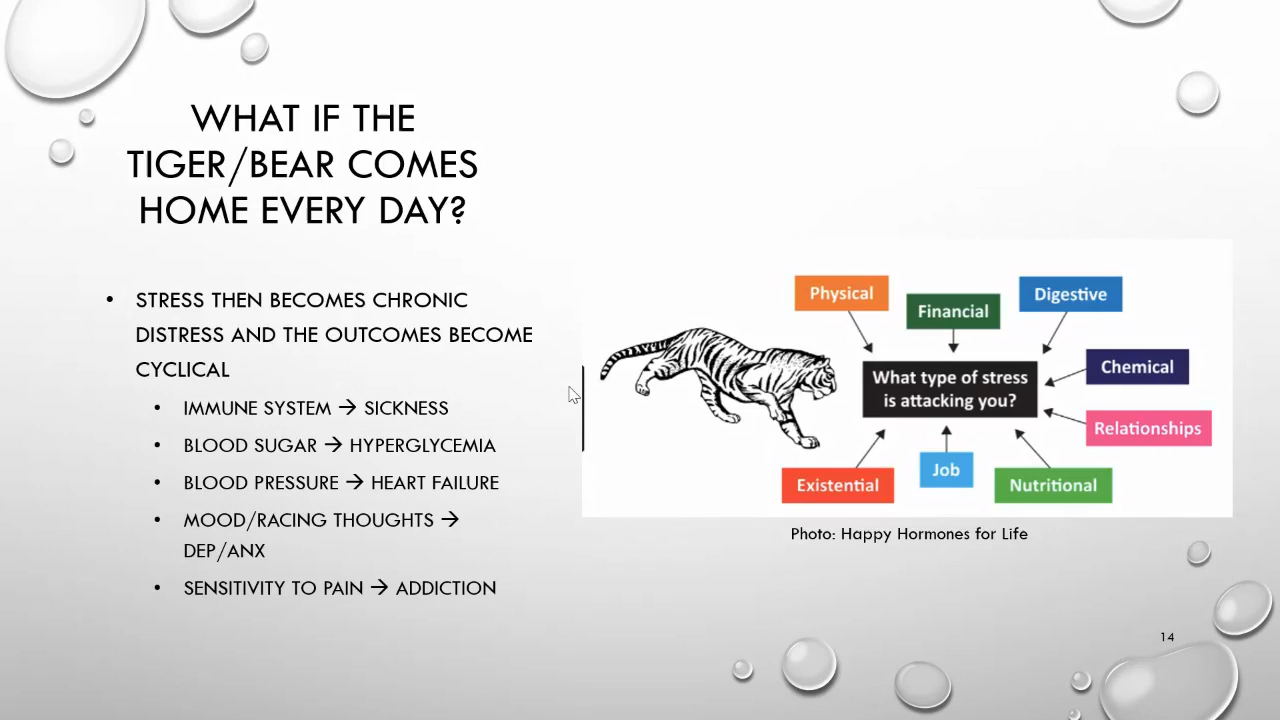 WHAT IF THE
TIGER/BEAR COMES
HOME EVERY DAY?
• STRESS THEN BECOMES CHRONIC
DISTRESS AND THE OUTCOMES BECOME
CYCLICAL
• IMMUNE SYSTEM → SICKNESS
• BLOOD SUGAR → HYPERGLYCEMIA
• BLOOD PRESSURE → HEART FAILURE
• MOOD/RACING THOUGHTS →
DEP/ANX
• SENSITIVITY TO PAIN → ADDICTION
Physical
Financial
Digestive
What type of stress
is attacking you?
Chemical
Relationships
Existential
Job
Nutritional
Photo: Happy Hormones for Life
14